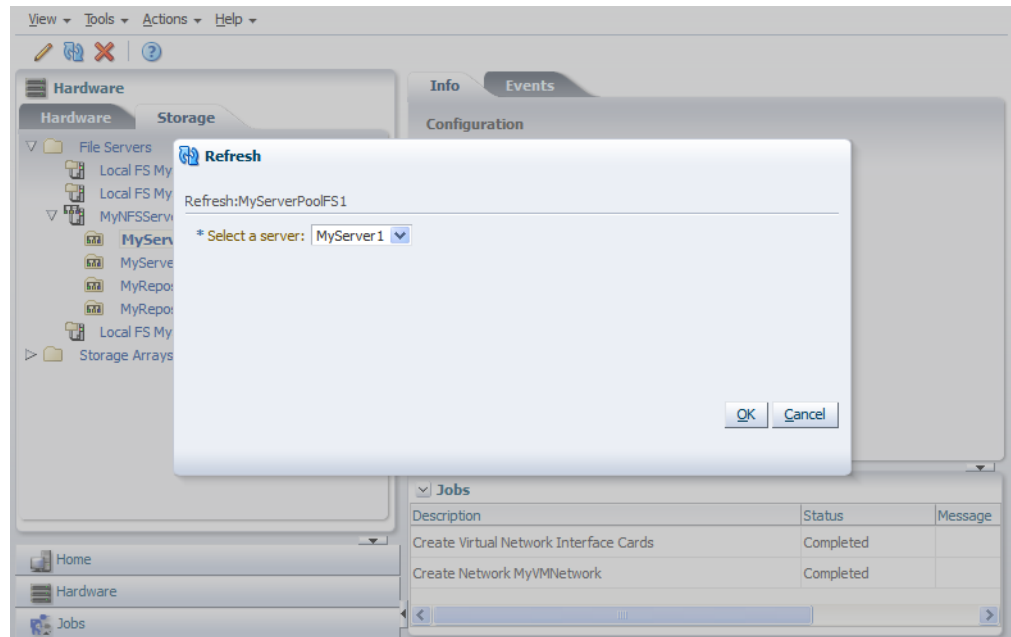 View Tools Actions Help
Hardware
Hardware Storage
File Servers
Local FS My
Local FS My
MyNFSServ
MyServ
MyServe
MyRepo
MyRepo
Local FS My
Storage Arrays
Info Events
Configuration
Refresh
Refresh:MyServerPoolFS1
* Select a server: MyServer1
OK Cancel
Jobs
Description Status Message
Create Virtual Network Interface Cards Completed
Create Network MyVMNetwork Completed
Home
Hardware
Jobs